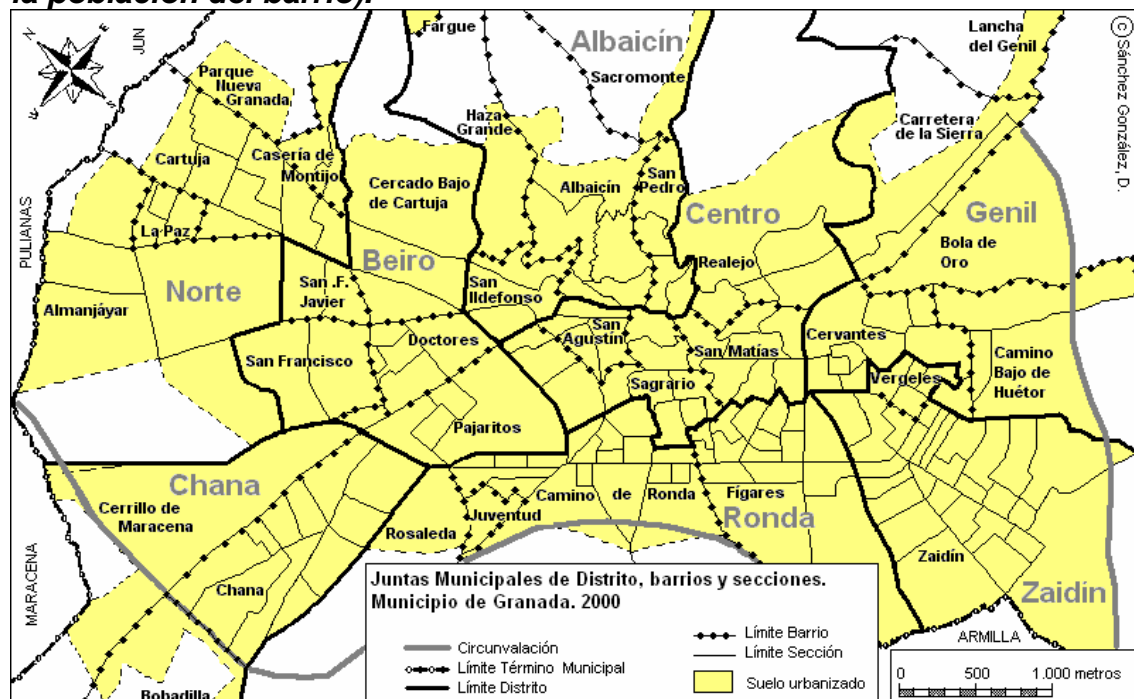 la población del barrio).
Fargue
Albaicín
Lancha
del Genil
© Sánchez González, D.
N
E
S
W
JUN
Parque
Nueva
Granada
Sacromonte
Haza
Grande
Carretera
de la Sierra
Cartuja
Casería de
Montijo
Cercado Bajo
de Cartuja
Albaicín
San
Pedro
Centro
Genil
PULIANAS
La Paz
Beiro
Realejo
Bola de
Oro
Norte
San .F.
Javier
San
Ildefonso
Almanjáyar
Doctores
San
Agustín
San Matías
Cervantes
San Francisco
Camino
Bajo de
Huétor
Sagrario
Vergeles
Pajaritos
Chana
Cerrillo de
Maracena
Camino de Ronda
Fígares
Rosaleda
Juventud
Ronda
Zaidín
MARACENA
Chana
Zaidín
ARMILLA
Bobadilla
Juntas Municipales de Distrito, barrios y secciones.
Municipio de Granada. 2000
Circunvalación
Límite Término Municipal
Límite Distrito
Límite Barrio
Límite Sección
Suelo urbanizado
0 500 1.000 metros